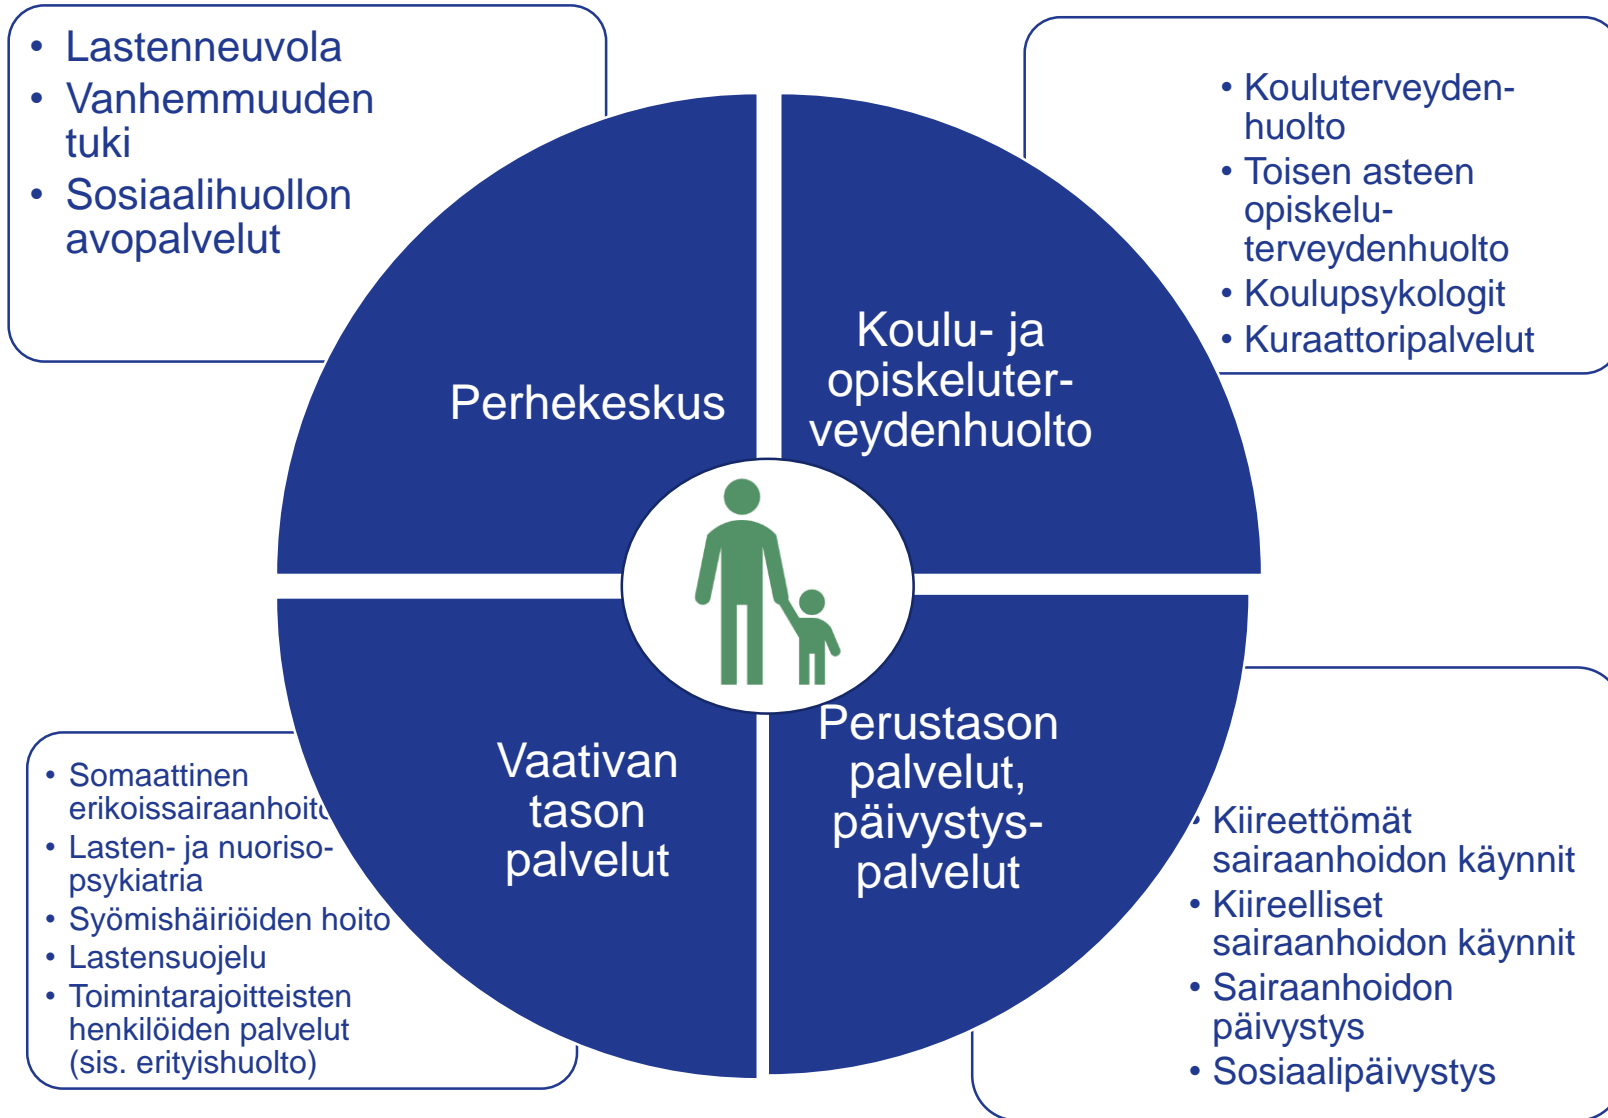 • Lastenneuvola
• Vanhemmuuden
tuki
• Sosiaalihuollon
avopalvelut
• Kouluterveyden-
huolto
• Toisen asteen
opiskelu-
terveydenhuolto
• Koulupsykologit
• Kuraattoripalvelut
Perhekeskus
Koulu- ja
opiskeluter-
veydenhuolto
Vaativan
tason
palvelut
Perustason
palvelut,
päivystys-
palvelut
• Somaattinen
erikoissairaanhoito
• Lasten- ja nuoriso-
psykiatria
• Syömishäiriöiden hoito
• Lastensuojelu
• Toimintarajoitteisten
henkilöiden palvelut
(sis. erityishuolto)
• Kiireettömät
sairaanhoidon käynnit
• Kiireelliset
sairaanhoidon käynnit
• Sairaanhoidon
päivystys
• Sosiaalipäivystys